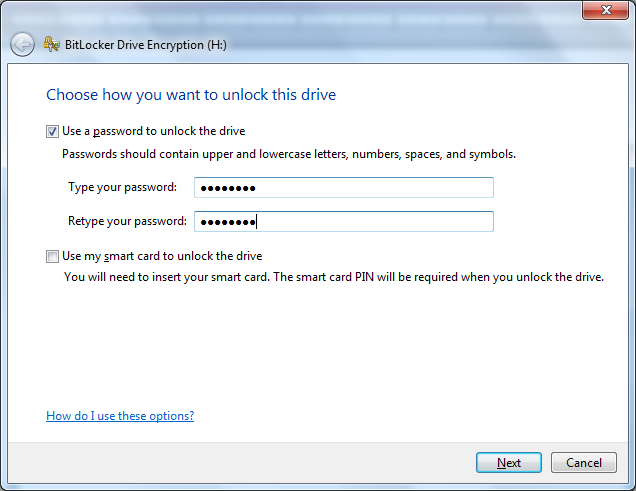 BitLocker Drive Encryption (H:)
Choose how you want to unlock this drive
Use a password to unlock the drive
Passwords should contain upper and lowercase letters, numbers, spaces, and symbols.
Type your password: ●●●●●●●●
Retype your password: ●●●●●●●●
Use my smart card to unlock the drive
You will need to insert your smart card. The smart card PIN will be required when you unlock the drive.
How do I use these options?
Next Cancel